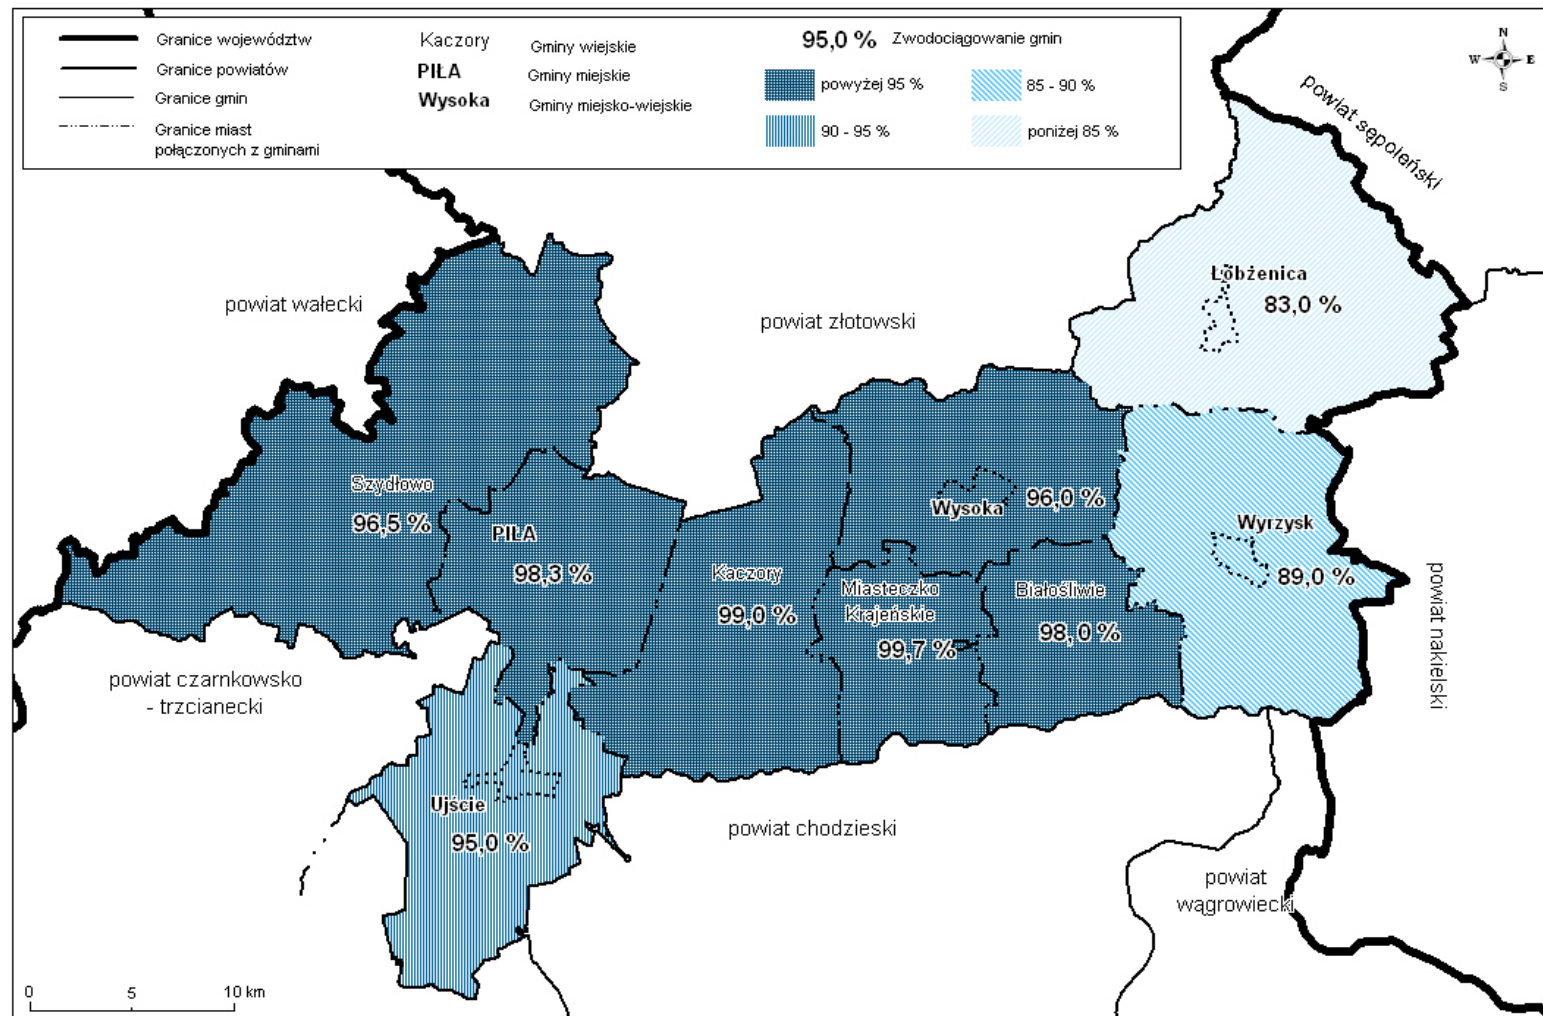 Granice województw
Granice powiatów
Granice gmin
Granice miast
połączonych z gminami
Kaczory
Gminy wiejskie
PIŁA
Gminy miejskie
Wysoka
Gminy miejsko-wiejskie
95,0 %
Zwodociągowanie gmin
powyżej 95 %
85 - 90 %
90 - 95 %
poniżej 85 %
N
W
E
S
powiat sępoleński
Łobżenica
83,0 %
powiat wałecki
powiat złotowski
Szydłowo
96,5 %
PIŁA
98,3 %
Wysoka
96,0 %
Wyrzysk
89,0 %
Kaczory
99,0 %
Miasteczko
Krajeńskie
99,7 %
Białośliwie
98,0 %
powiat nakielski
powiat czarnkowsko
- trzcianecki
Ujście
95,0 %
powiat chodzieski
powiat
wągrowiecki
0
5
10 km